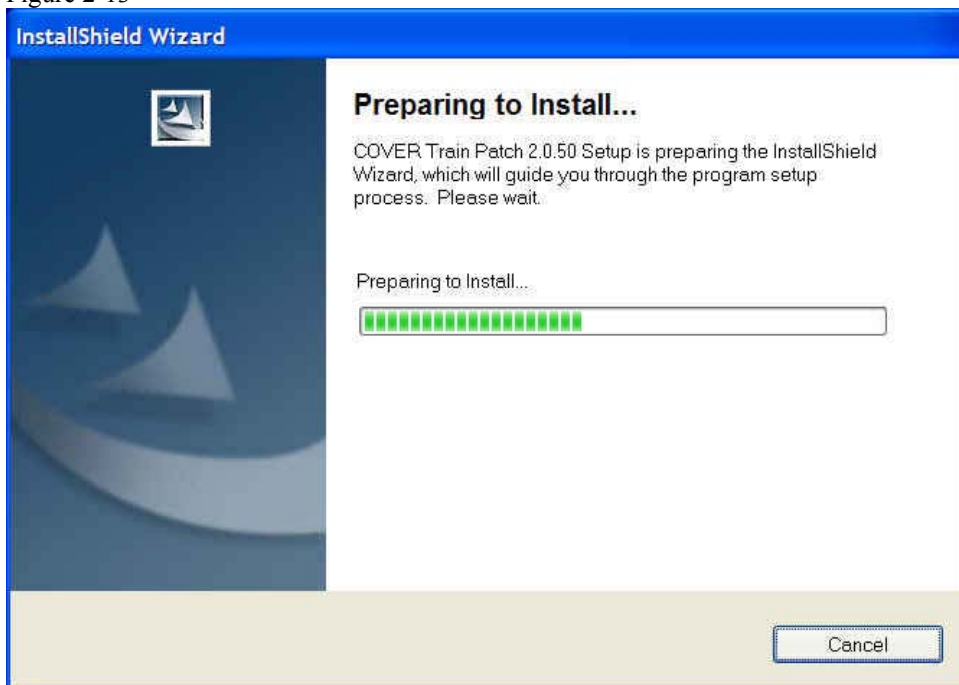 InstallShield Wizard
Preparing to Install...
COVER Train Patch 2.0.50 Setup is preparing the InstallShield
Wizard, which will guide you through the program setup
process. Please wait.
Preparing to Install...
Cancel